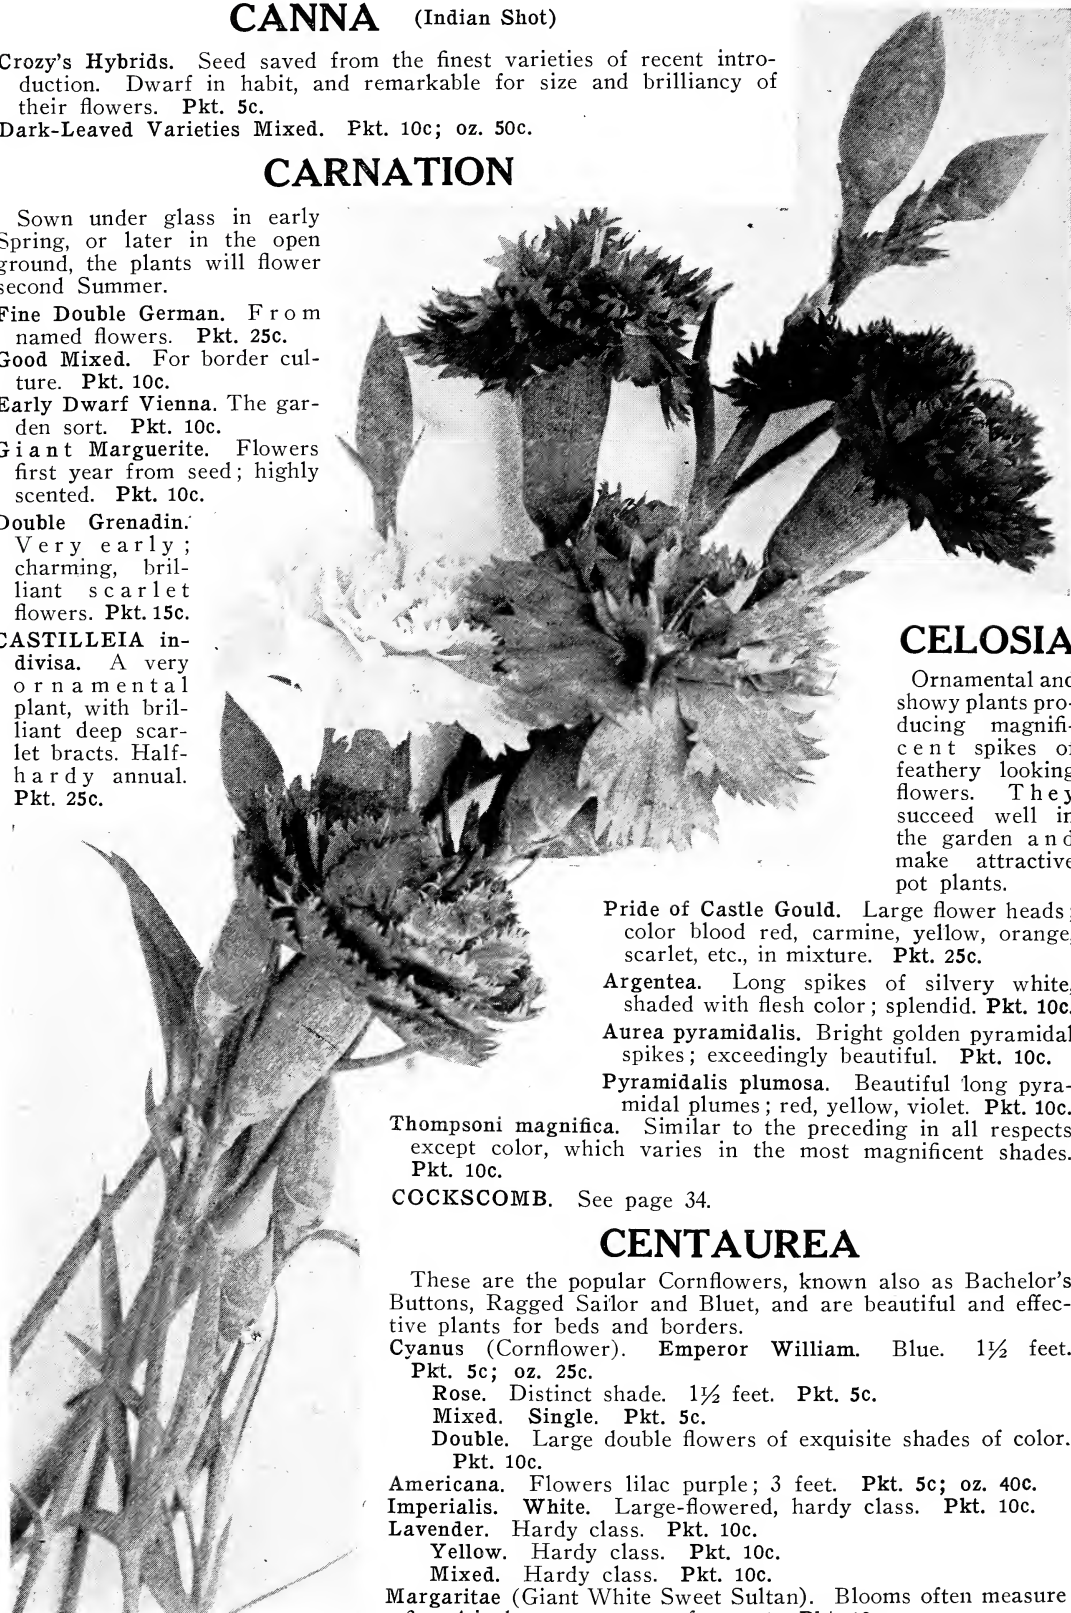 CANNA (Indian Shot)
Crozy's Hybrids. Seed saved from the finest varieties of recent intro-
duction. Dwarf in habit, and remarkable for size and brilliancy of
their flowers. Pkt. 5c.
Dark-Leaved Varieties Mixed. Pkt. 10c; oz. 50c.
CARNATION
Sown under glass in early
Spring, or later in the open
ground, the plants will flower
second Summer.
Fine Double German. From
named flowers. Pkt. 25c.
Good Mixed. For border cul-
ture. Pkt. 10c.
Early Dwarf Vienna. The gar-
den sort. Pkt. 10c.
Giant Marguerite. Flowers
first year from seed; highly
scented. Pkt. 10c.
Double Grenadin.
Very early;
charming, bril-
liant scarlet
flowers. Pkt. 15c.
CASTILLEIA in-
divisa. A very
ornamental
plant, with bril-
liant deep scar-
let bracts. Half-
hardy annual.
Pkt. 25c.
CELOSIA
Ornamental and
showy plants pro-
ducing magnifi-
cent spikes of
feathery looking
flowers. They
succeed well in
the garden and
make attractive
pot plants.
Pride of Castle Gould. Large flower heads;
color blood red, carmine, yellow, orange,
scarlet, etc., in mixture. Pkt. 25c.
Argentea. Long spikes of silvery white,
shaded with flesh color; splendid. Pkt. 10c.
Aurea pyramidalis. Bright golden pyramidal
spikes; exceedingly beautiful. Pkt. 10c.
Pyramidalis plumosa. Beautiful long pyra-
midal plumes; red, yellow, violet. Pkt. 10c.
Thompsoni magnifica. Similar to the preceding in all respects
except color, which varies in the most magnificent shades.
Pkt. 10c.
COCKSCOMB. See page 34.
CENTAUREA
These are the popular Cornflowers, known also as Bachelor's
Buttons, Ragged Sailor and Bluet, and are beautiful and effec-
tive plants for beds and borders.
Cyanus (Cornflower). Emperor William. Blue. 1½ feet.
Pkt. 5c; oz. 25c.
Rose. Distinct shade. 1½ feet. Pkt. 5c.
Mixed. Single. Pkt. 5c.
Double. Large double flowers of exquisite shades of color.
Pkt. 10c.
Americana. Flowers lilac purple; 3 feet. Pkt. 5c; oz. 40c.
Imperialis. White. Large-flowered, hardy class. Pkt. 10c.
Lavender. Hardy class. Pkt. 10c.
Yellow. Hardy class. Pkt. 10c.
Mixed. Hardy class. Pkt. 10c.
Margaritae (Giant White Sweet Sultan). Blooms often measure